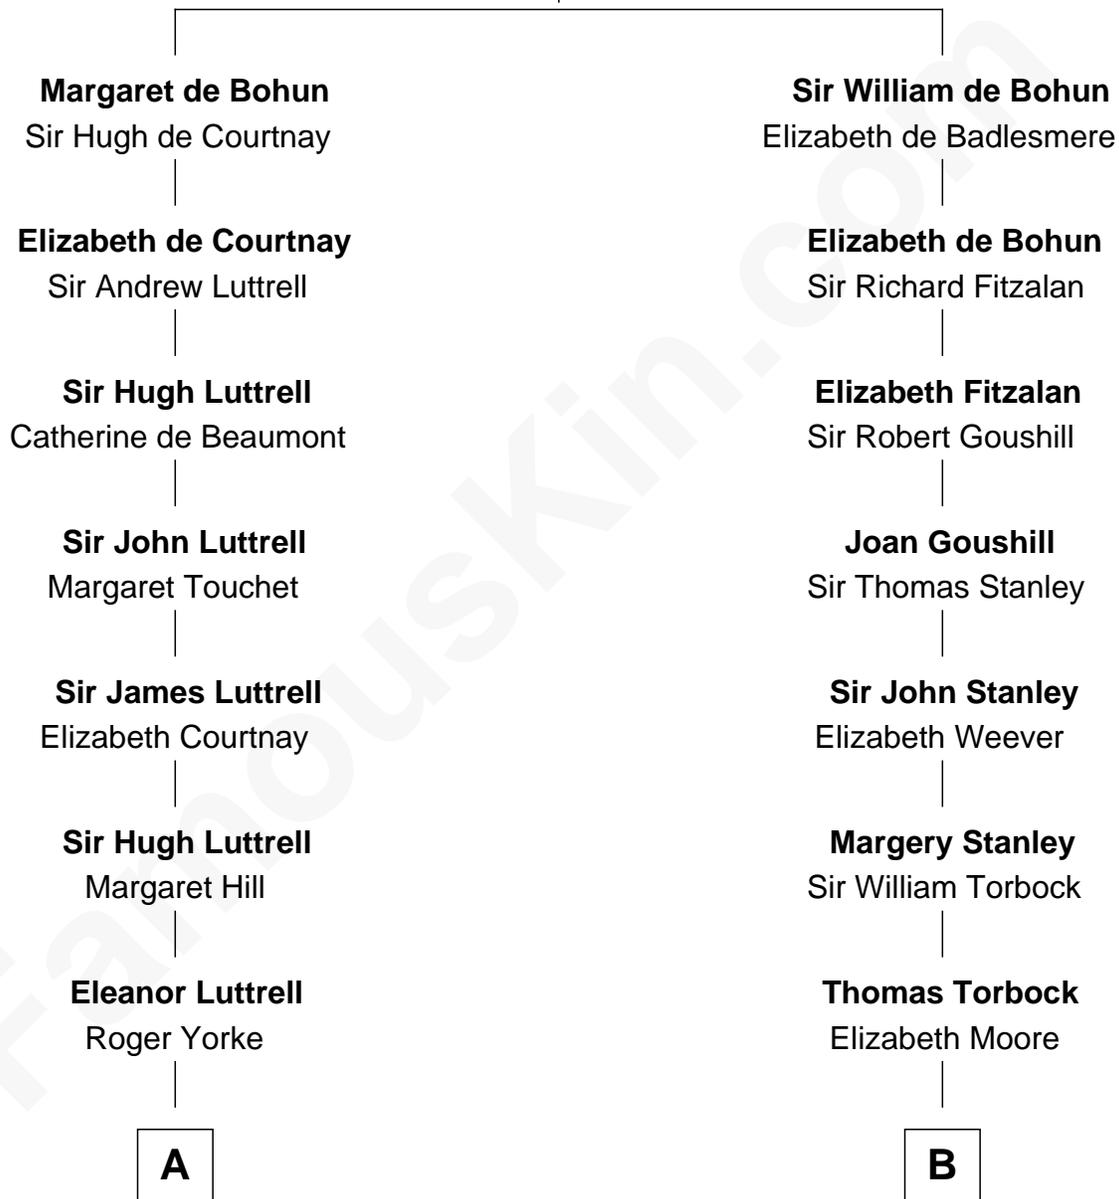 Margaret de Bohun
Sir Hugh de Courtnay
Elizabeth de Courtnay
Sir Andrew Luttrell
Sir Hugh Luttrell
Catherine de Beaumont
Sir John Luttrell
Margaret Touchet
Sir James Luttrell
Elizabeth Courtnay
Sir Hugh Luttrell
Margaret Hill
Eleanor Luttrell
Roger Yorke
A
Sir William de Bohun
Elizabeth de Badlesmere
Elizabeth de Bohun
Sir Richard Fitzalan
Elizabeth Fitzalan
Sir Robert Goushill
Joan Goushill
Sir Thomas Stanley
Sir John Stanley
Elizabeth Weever
Margery Stanley
Sir William Torbock
Thomas Torbock
Elizabeth Moore
B
FamousKin.com